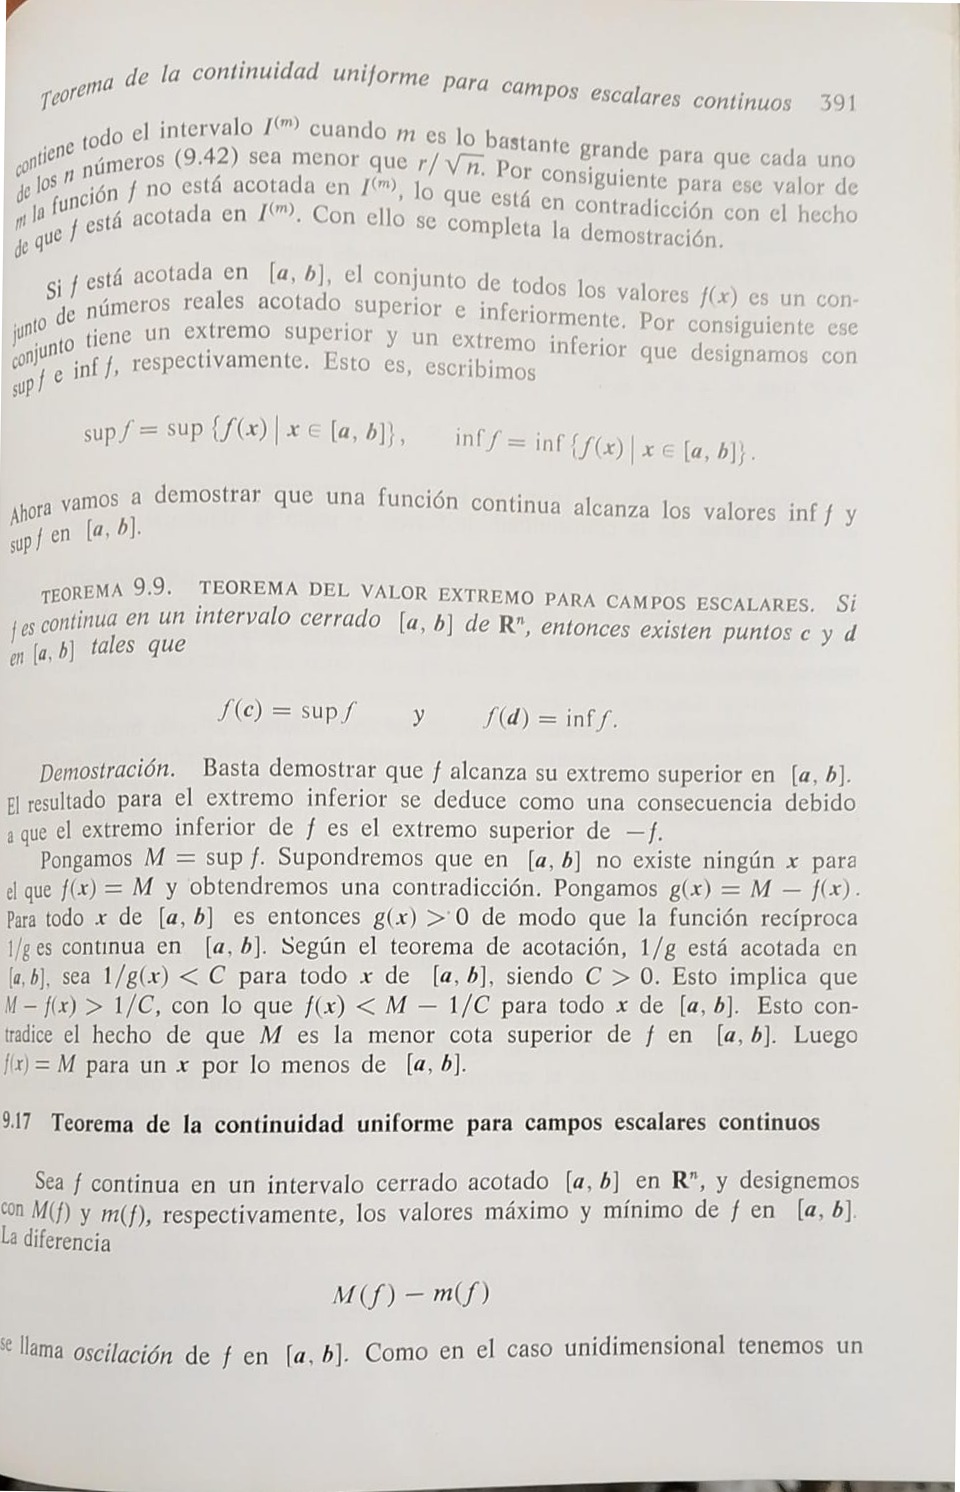 Teorema de la continuidad uniforme para campos escalares continuos 391
contiene todo el intervalo I⁽ᵐ⁾ cuando m es lo bastante grande para que cada uno
de los n números (9.42) sea menor que r/√n. Por consiguiente para ese valor de
m la función f no está acotada en I⁽ᵐ⁾, lo que está en contradicción con el hecho
de que f está acotada en I⁽ᵐ⁾. Con ello se completa la demostración.
Si f está acotada en [a, b], el conjunto de todos los valores f(x) es un con-
junto de números reales acotado superior e inferiormente. Por consiguiente ese
conjunto tiene un extremo superior y un extremo inferior que designamos con
sup f e inf f, respectivamente. Esto es, escribimos
sup f = sup {f(x) | x ∈ [a, b]}, inf f = inf {f(x) | x ∈ [a, b]}.
Ahora vamos a demostrar que una función continua alcanza los valores inf f y
sup f en [a, b].
TEOREMA 9.9. TEOREMA DEL VALOR EXTREMO PARA CAMPOS ESCALARES. Si
f es continua en un intervalo cerrado [a, b] de Rⁿ, entonces existen puntos c y d
en [a, b] tales que
f(c) = sup f y f(d) = inf f.
Demostración. Basta demostrar que f alcanza su extremo superior en [a, b].
El resultado para el extremo inferior se deduce como una consecuencia debido
a que el extremo inferior de f es el extremo superior de −f.
Pongamos M = sup f. Supondremos que en [a, b] no existe ningún x para
el que f(x) = M y obtendremos una contradicción. Pongamos g(x) = M − f(x).
Para todo x de [a, b] es entonces g(x) > 0 de modo que la función recíproca
1/g es continua en [a, b]. Según el teorema de acotación, 1/g está acotada en
[a, b], sea 1/g(x) < C para todo x de [a, b], siendo C > 0. Esto implica que
M − f(x) > 1/C, con lo que f(x) < M − 1/C para todo x de [a, b]. Esto con-
tradice el hecho de que M es la menor cota superior de f en [a, b]. Luego
f(x) = M para un x por lo menos de [a, b].
9.17 Teorema de la continuidad uniforme para campos escalares continuos
Sea f continua en un intervalo cerrado acotado [a, b] en Rⁿ, y designemos
con M(f) y m(f), respectivamente, los valores máximo y mínimo de f en [a, b].
La diferencia
M(f) − m(f)
se llama oscilación de f en [a, b]. Como en el caso unidimensional tenemos un